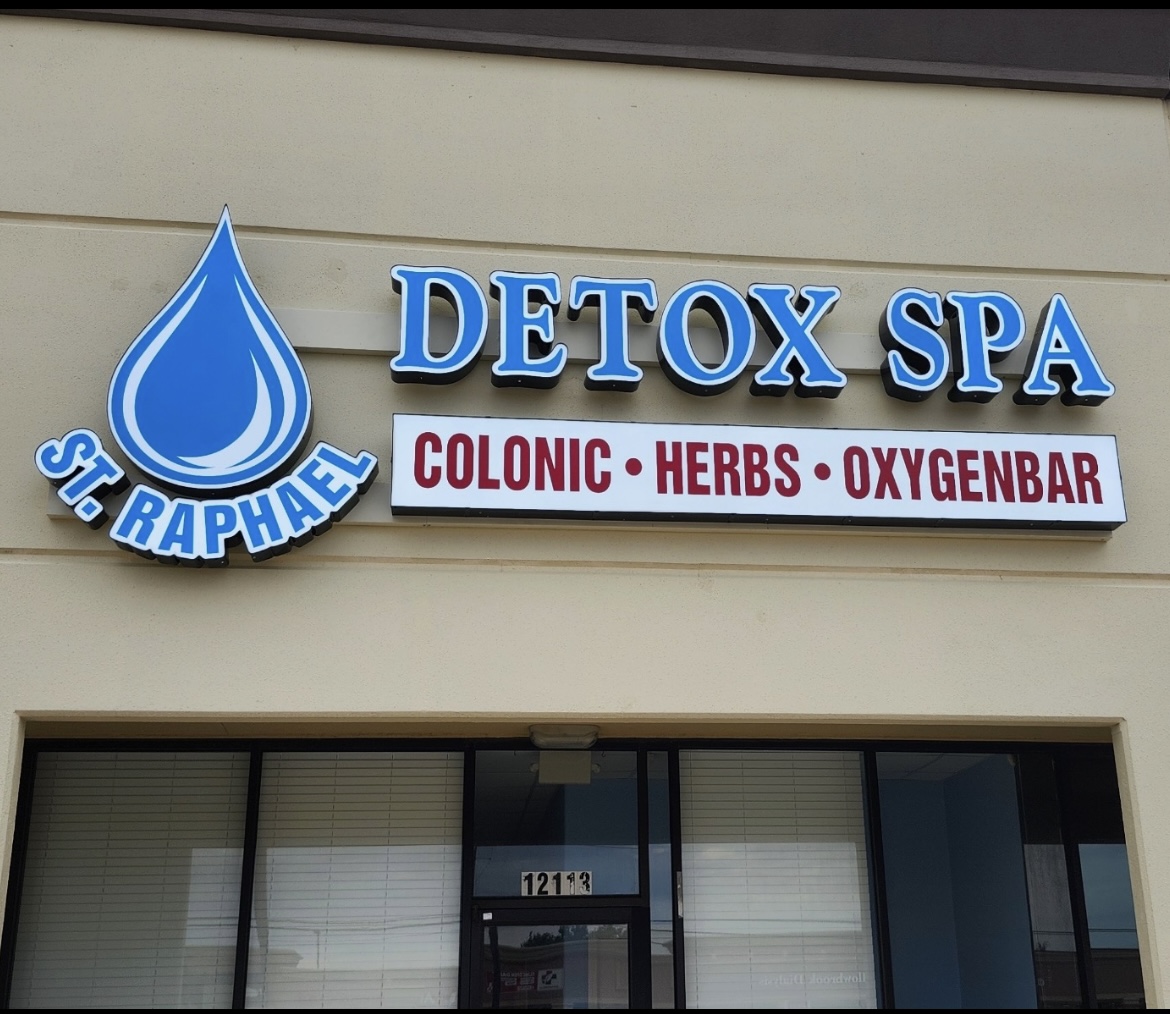 ST. RAPHAEL
DETOX SPA
COLONIC • HERBS • OXYGENBAR
12113